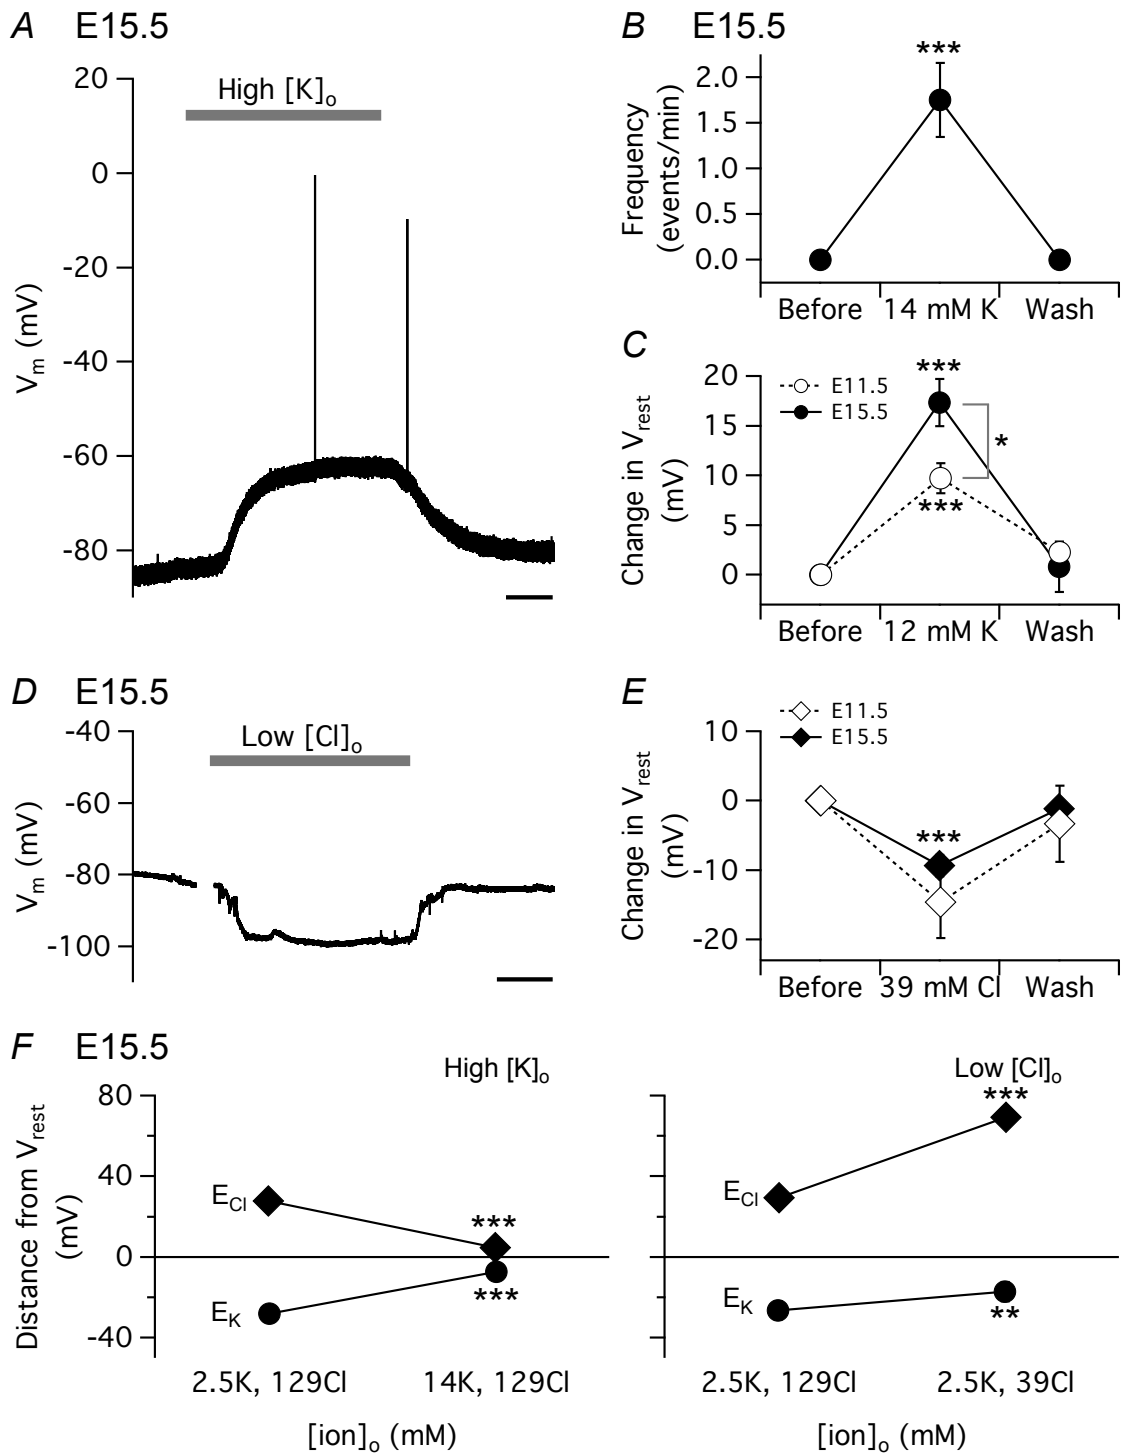 A E15.5
High [K]o
20
0
-20
-40
-60
-80
Vm (mV)
B E15.5
***
2.0
1.5
1.0
0.5
0.0
Frequency
(events/min)
Before 14 mM K Wash
C
***
E11.5
E15.5
*
***
20
15
10
5
0
Change in Vrest
(mV)
Before 12 mM K Wash
D E15.5
Low [Cl]o
-40
-60
-80
-100
Vm (mV)
E
E11.5
E15.5
***
10
0
-10
-20
Change in Vrest
(mV)
Before 39 mM Cl Wash
F E15.5
High [K]o
80
40
0
-40
Distance from Vrest
(mV)
ECl
***
EK
***
2.5K, 129Cl 14K, 129Cl
[ion]o (mM)
Low [Cl]o
***
ECl
EK
**
2.5K, 129Cl 2.5K, 39Cl
[ion]o (mM)